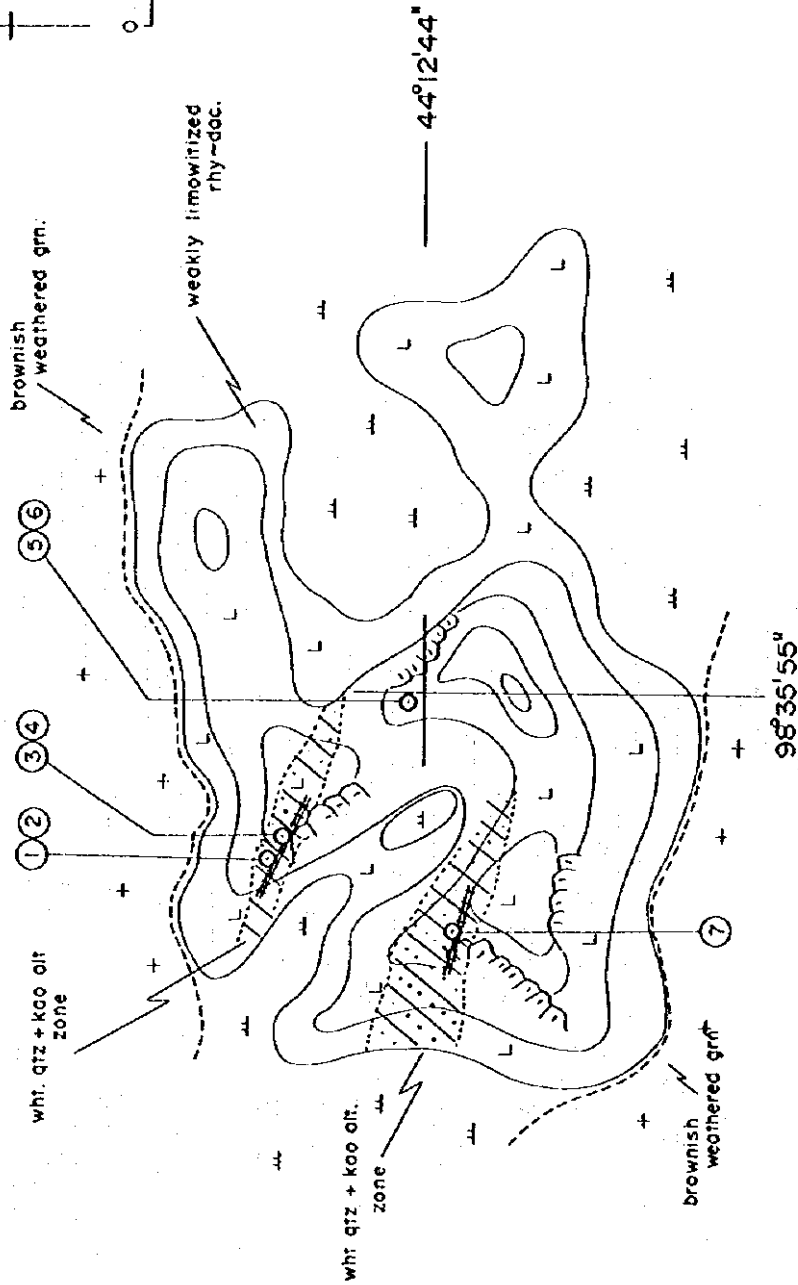 brownish
weathered grn.
weakly limowitized
rhy~dac.
44°12'44"
5 6
3 4
1 2
wht. qtz + kao alt
zone
wht qtz + kao alt.
zone
7
98°35'55"
brownish
weathered grn